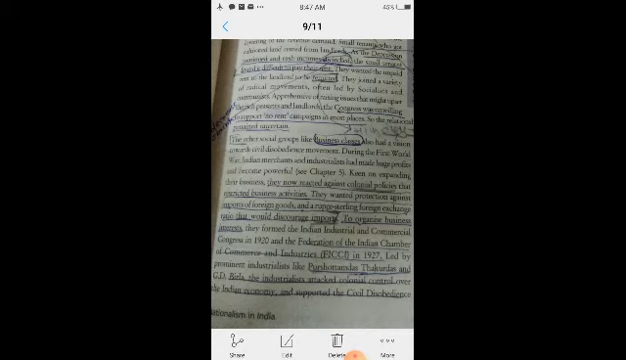 8:47 AM
9/11
cultivated land rented from
continued and cash incomes the small tenants
found it difficult to pay their rent. They wanted the unpaid
rent to the landlord to be remitted. They joined a variety
of radical movements, often led by Socialists and
Communists. Apprehensive of raising issues that might upset
the rich peasants and landlords, the Congress was unwilling
to support 'no rent' campaigns in most places. So the relationship
remained uncertain.
The other social groups like business classes also had a vision
towards civil disobedience movement. During the First World
War, Indian merchants and industrialists had made huge profits
and become powerful (see Chapter 5). Keen on expanding
their business, they now reacted against colonial policies that
restricted business activities. They wanted protection against
imports of foreign goods, and a rupee-sterling foreign exchange
ratio that would discourage imports. To organise business
interests, they formed the Indian Industrial and Commercial
Congress in 1920 and the Federation of the Indian Chamber
of Commerce and Industries (FICCI) in 1927. Led by
prominent industrialists like Purshotamdas Thakurdas and
G.D. Birla, the industrialists attacked colonial control over
the Indian economy, and supported the Civil Disobedience
Nationalism in India
Share Edit Delete More